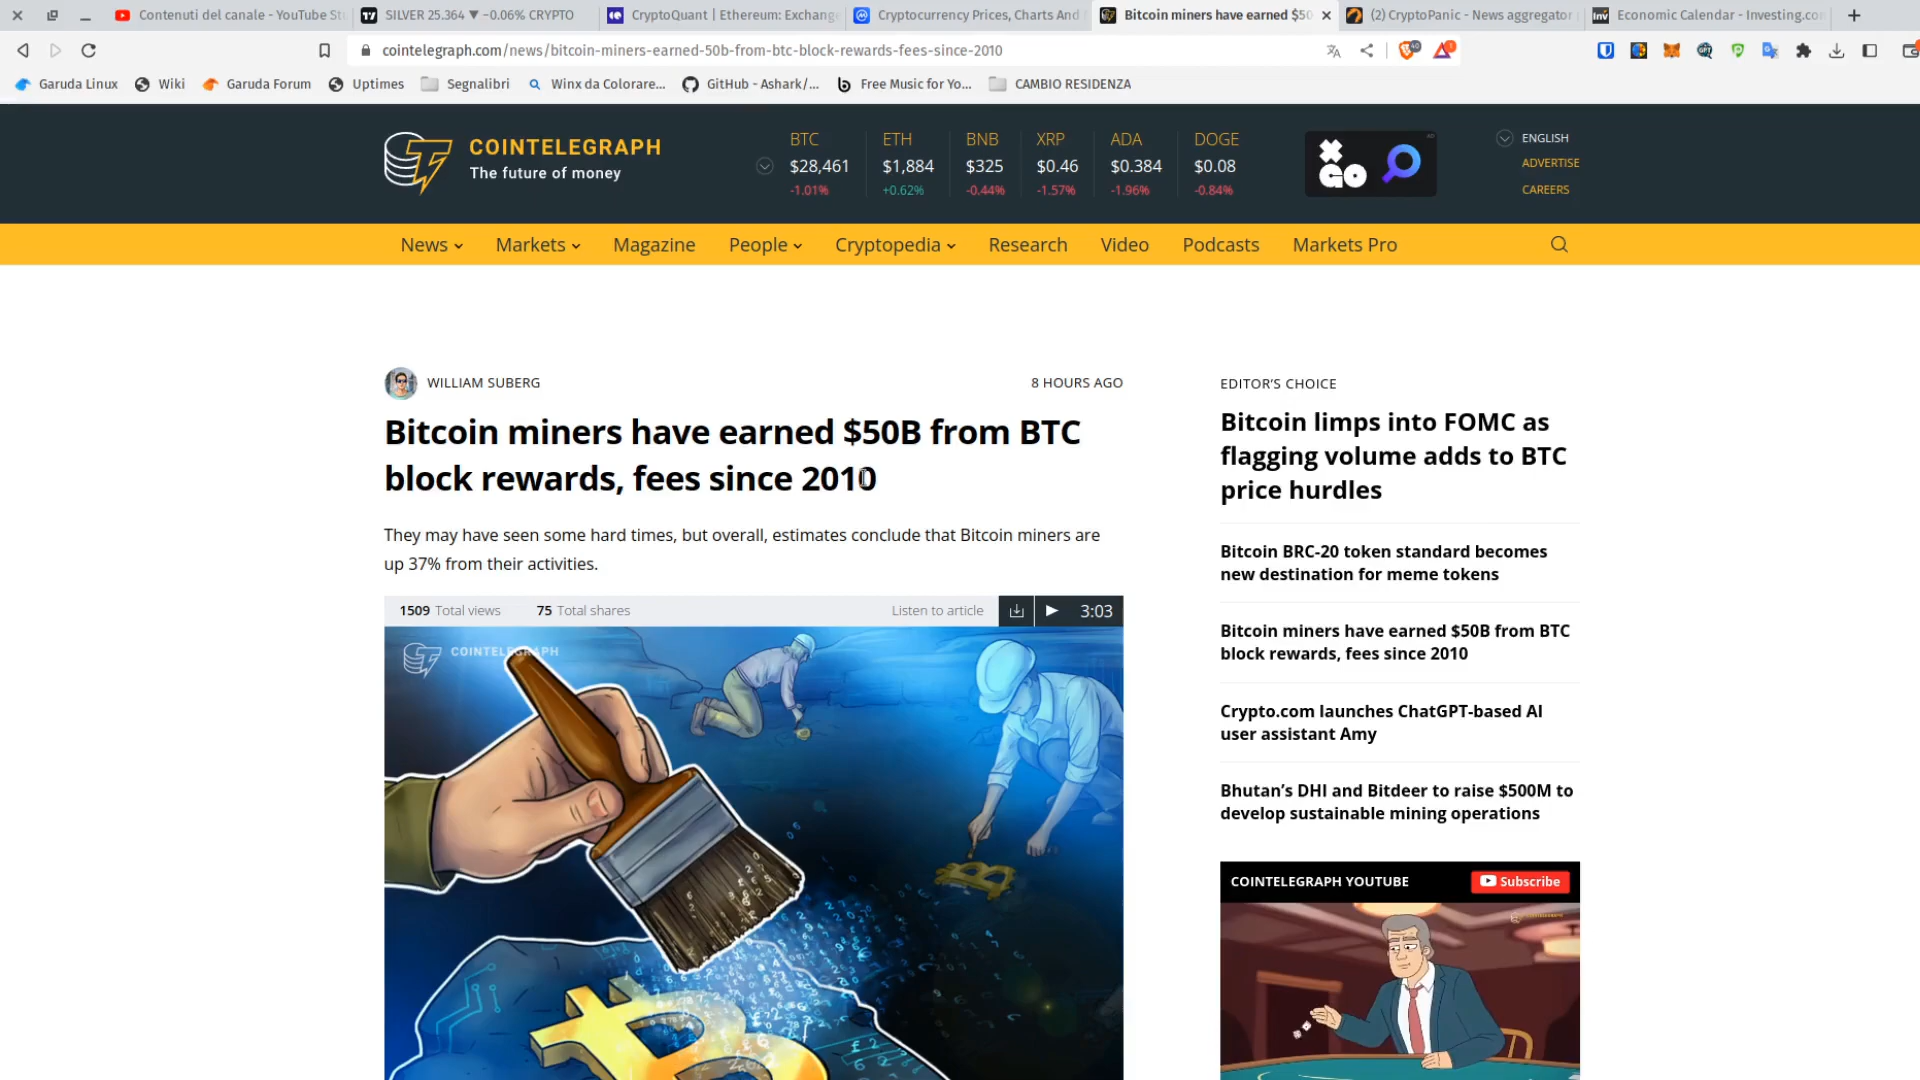 Contenuti del canale - YouTube St
SILVER 25.364 ▼ −0.06% CRYPTO
CryptoQuant | Ethereum: Exchang
Cryptocurrency Prices, Charts And
Bitcoin miners have earned $50
(2) CryptoPanic - News aggregator
Economic Calendar - Investing.co
cointelegraph.com/news/bitcoin-miners-earned-50b-from-btc-block-rewards-fees-since-2010
Garuda Linux
Wiki
Garuda Forum
Uptimes
Segnalibri
Winx da Colorare...
GitHub - Ashark/...
Free Music for Yo...
CAMBIO RESIDENZA
COINTELEGRAPH
The future of money
BTC ETH BNB XRP ADA DOGE
$28,461 $1,884 $325 $0.46 $0.384 $0.08
-1.01% +0.62% -0.44% -1.57% -1.96% -0.84%
ENGLISH
ADVERTISE
CAREERS
News Markets Magazine People Cryptopedia Research Video Podcasts Markets Pro
WILLIAM SUBERG
8 HOURS AGO
Bitcoin miners have earned $50B from BTC
block rewards, fees since 2010
They may have seen some hard times, but overall, estimates conclude that Bitcoin miners are
up 37% from their activities.
1509 Total views 75 Total shares Listen to article 3:03
COINTELEGRAPH
EDITOR'S CHOICE
Bitcoin limps into FOMC as
flagging volume adds to BTC
price hurdles
Bitcoin BRC-20 token standard becomes
new destination for meme tokens
Bitcoin miners have earned $50B from BTC
block rewards, fees since 2010
Crypto.com launches ChatGPT-based AI
user assistant Amy
Bhutan’s DHI and Bitdeer to raise $500M to
develop sustainable mining operations
COINTELEGRAPH YOUTUBE
Subscribe